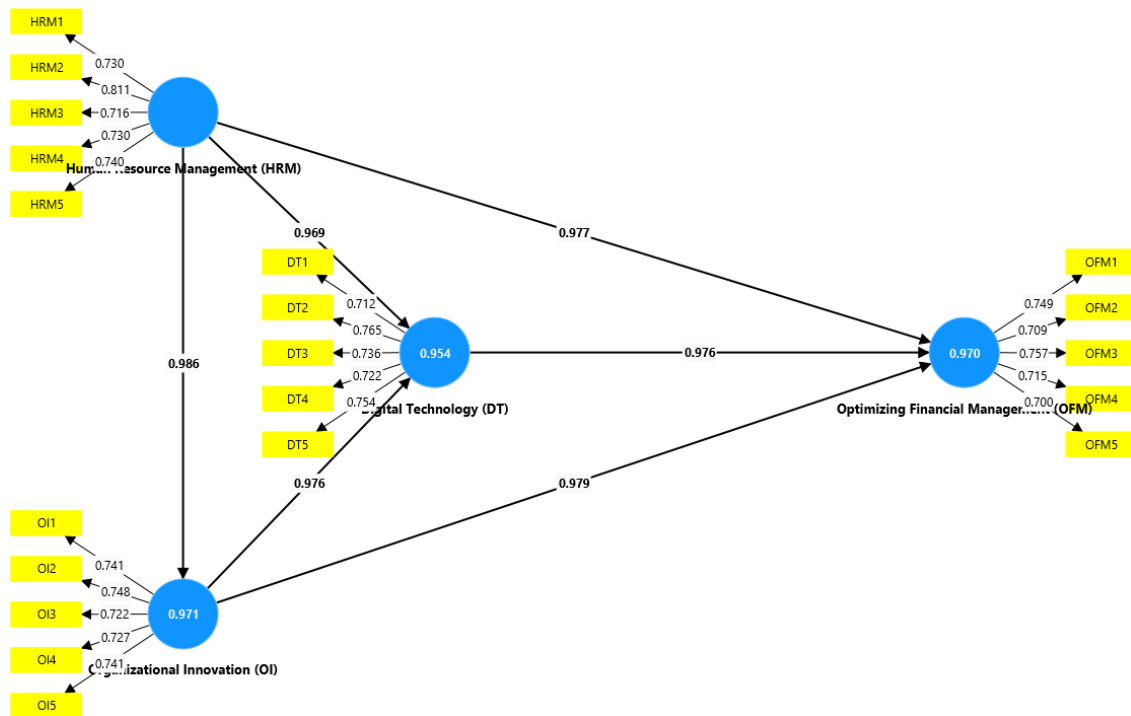 HRM1
0.730
HRM2
0.811
HRM3
0.716
0.730
HRM4
0.740
Human Resource Management (HRM)
HRM5
0.969
0.977
DT1
0.712
DT2
0.765
DT3
0.736
0.722
DT4
0.754
Digital Technology (DT)
DT5
0.954
0.986
0.976
OFM1
0.749
OFM2
0.709
0.970
0.757
OFM3
0.715
0.700
OFM4
Optimizing Financial Management (OFM)
OFM5
0.976
0.979
OI1
0.741
OI2
0.748
OI3
0.722
0.971
0.727
OI4
0.741
Organizational Innovation (OI)
OI5